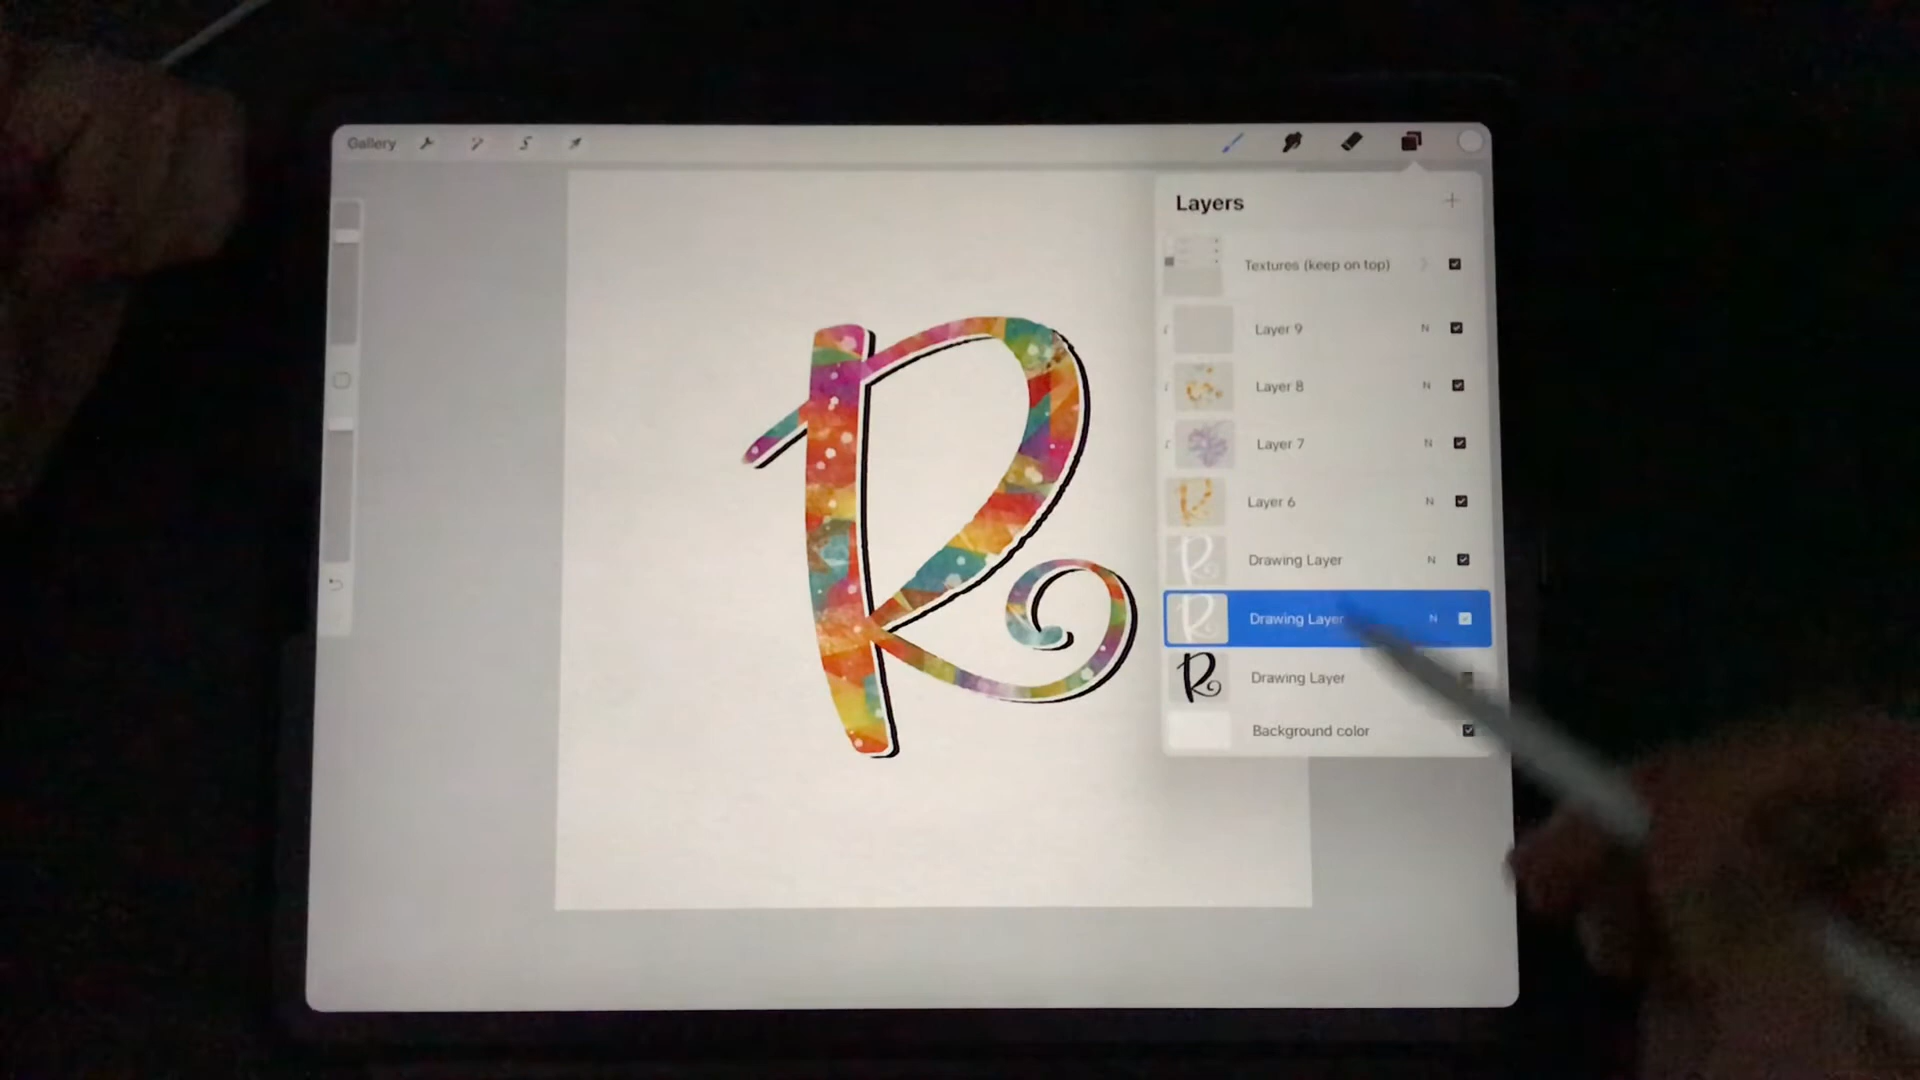 Gallery
Layers
Textures (keep on top)
Layer 9 N
Layer 8 N
Layer 7 N
Layer 6 N
Drawing Layer N
Drawing Layer N
Drawing Layer
Background color
R